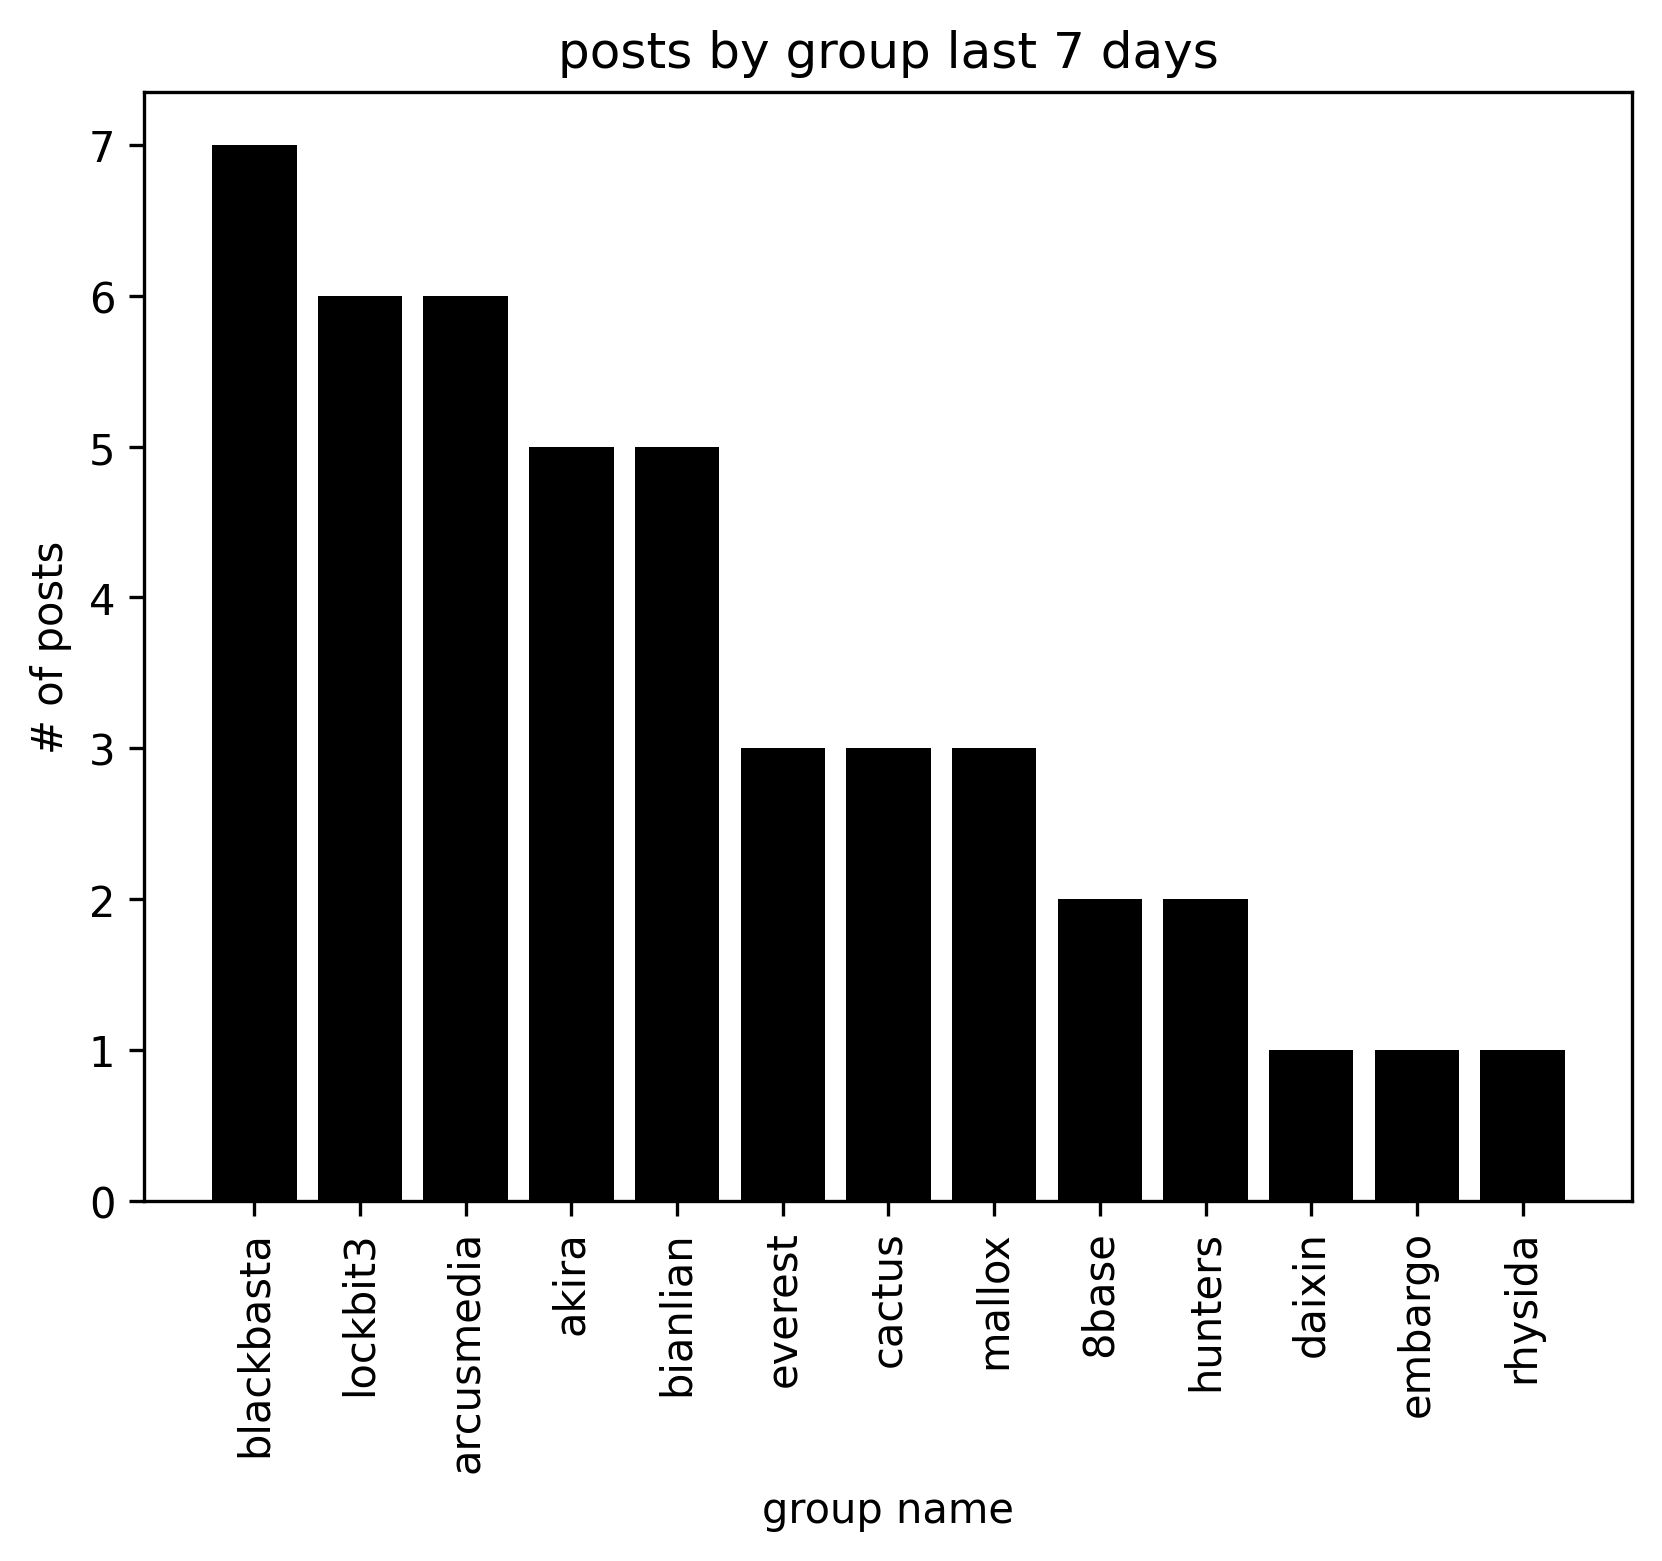 posts by group last 7 days
# of posts
7
6
5
4
3
2
1
0
blackbasta
lockbit3
arcusmedia
akira
bianlian
everest
cactus
mallox
8base
hunters
daixin
embargo
rhysida
group name